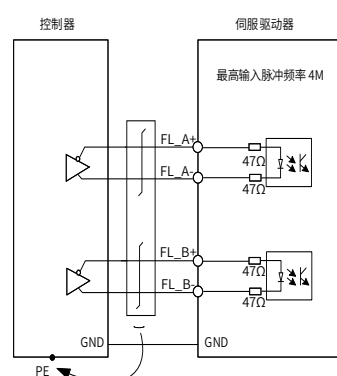 控制器
伺服驱动器
最高输入脉冲频率 4M
FL_A+
47Ω
FL_A-
47Ω
FL_B+
47Ω
FL_B-
47Ω
GND
GND
PE